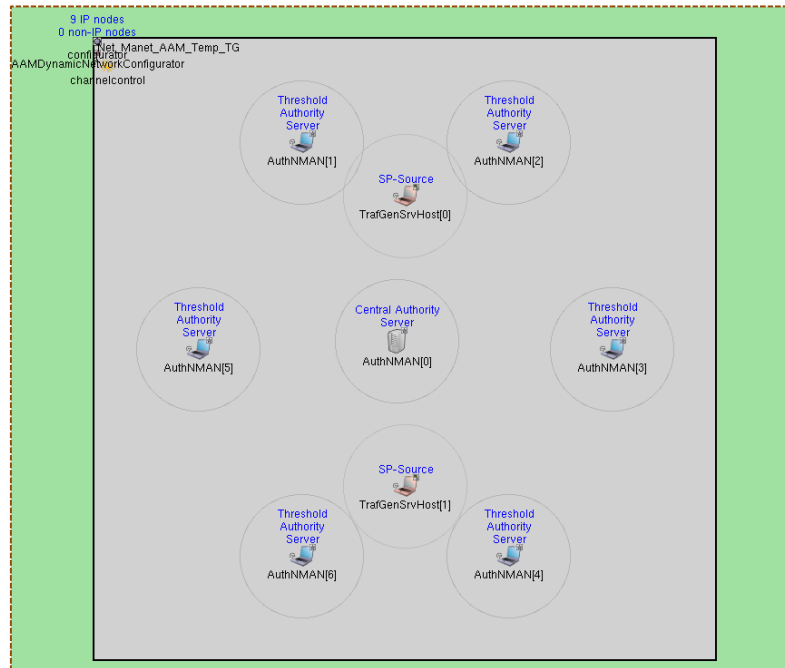 9 IP nodes
0 non-IP nodes
Net_Manet_AAM_Temp_TG
configurator
AAMDynamicNetworkConfigurator
channelcontrol
Threshold
Authority
Server
AuthNMAN[1]
Threshold
Authority
Server
AuthNMAN[2]
SP-Source
TrafGenSrvHost[0]
Threshold
Authority
Server
AuthNMAN[5]
Central Authority
Server
AuthNMAN[0]
Threshold
Authority
Server
AuthNMAN[3]
SP-Source
TrafGenSrvHost[1]
Threshold
Authority
Server
AuthNMAN[6]
Threshold
Authority
Server
AuthNMAN[4]